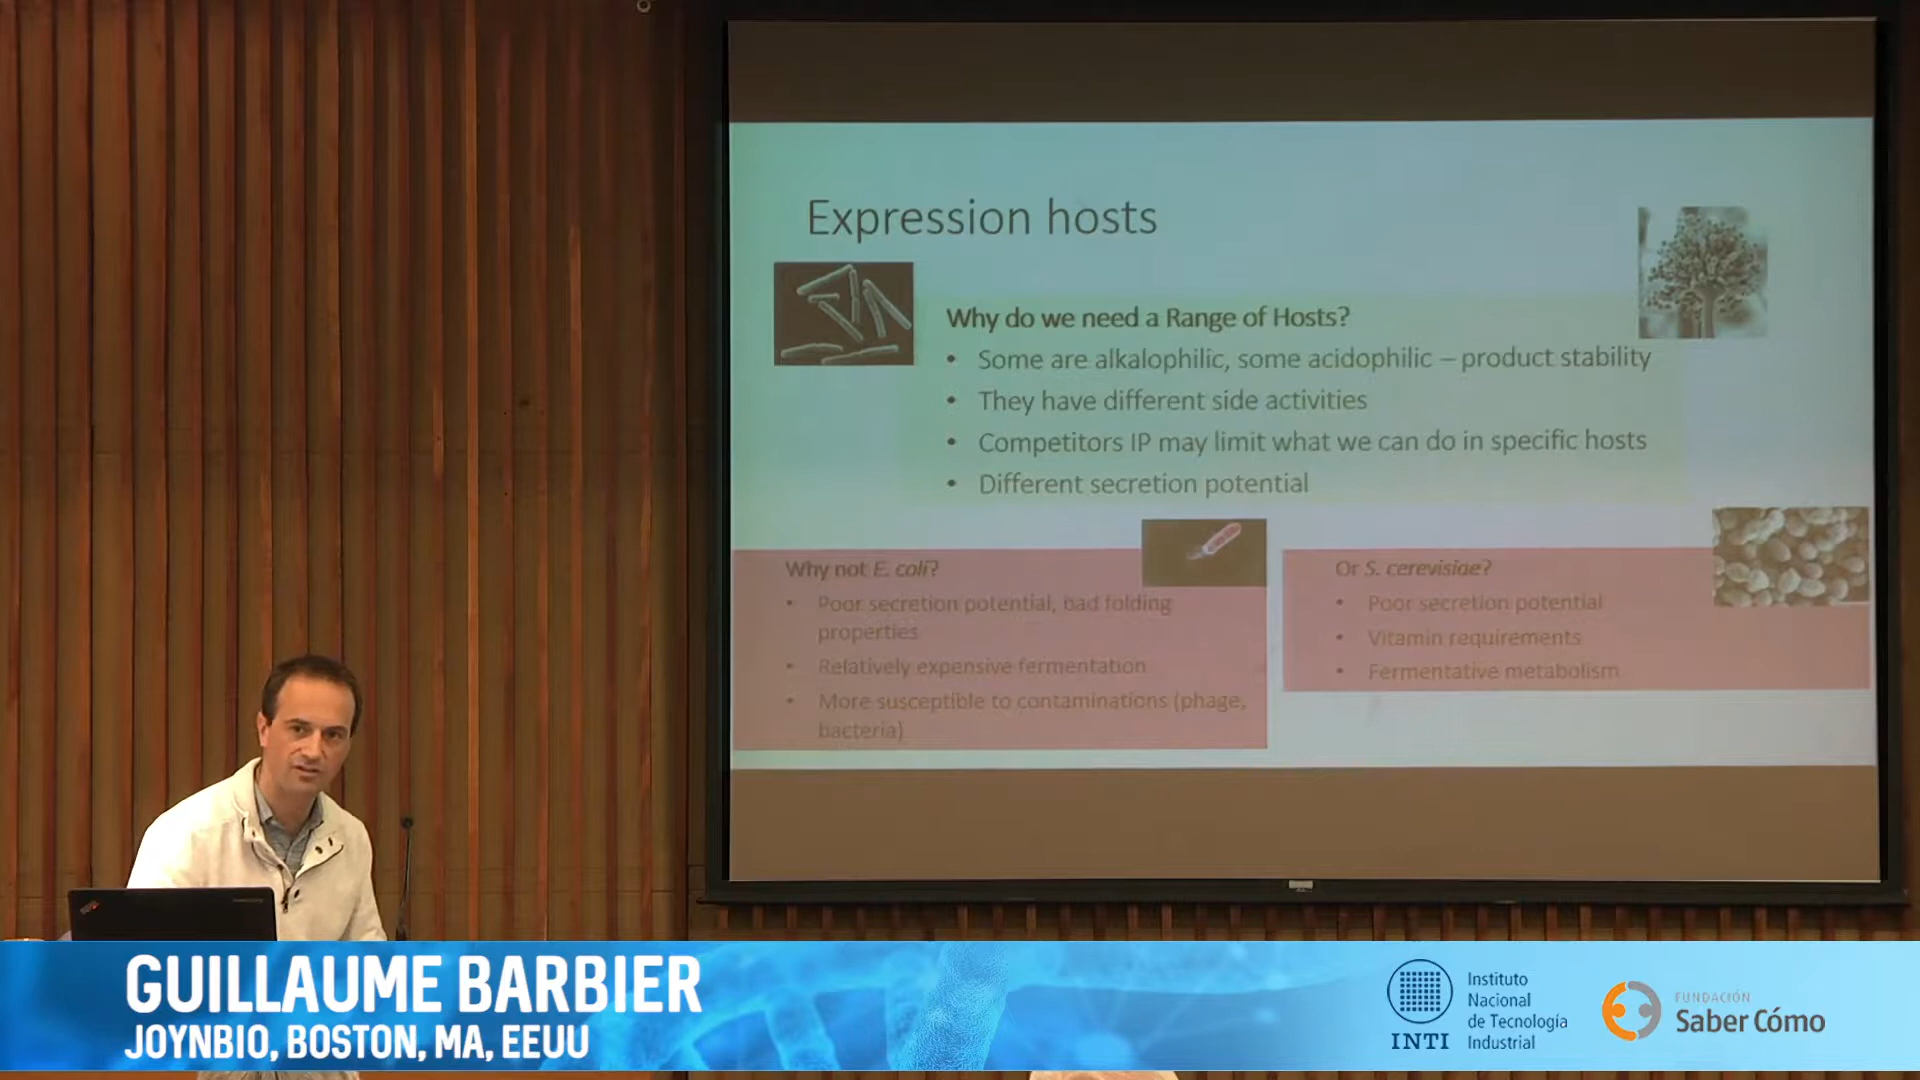 Expression hosts
Why do we need a Range of Hosts?
• Some are alkalophilic, some acidophilic – product stability
• They have different side activities
• Competitors IP may limit what we can do in specific hosts
• Different secretion potential
Why not E. coli?
• Poor secretion potential, bad folding
properties
• Relatively expensive fermentation
• More susceptible to contaminations (phage,
bacteria)
Or S. cerevisiae?
• Poor secretion potential
• Vitamin requirements
• Fermentative metabolism
GUILLAUME BARBIER
JOYNBIO, BOSTON, MA, EEUU
INTI
Instituto
Nacional
de Tecnología
Industrial
FUNDACIÓN
Saber Cómo